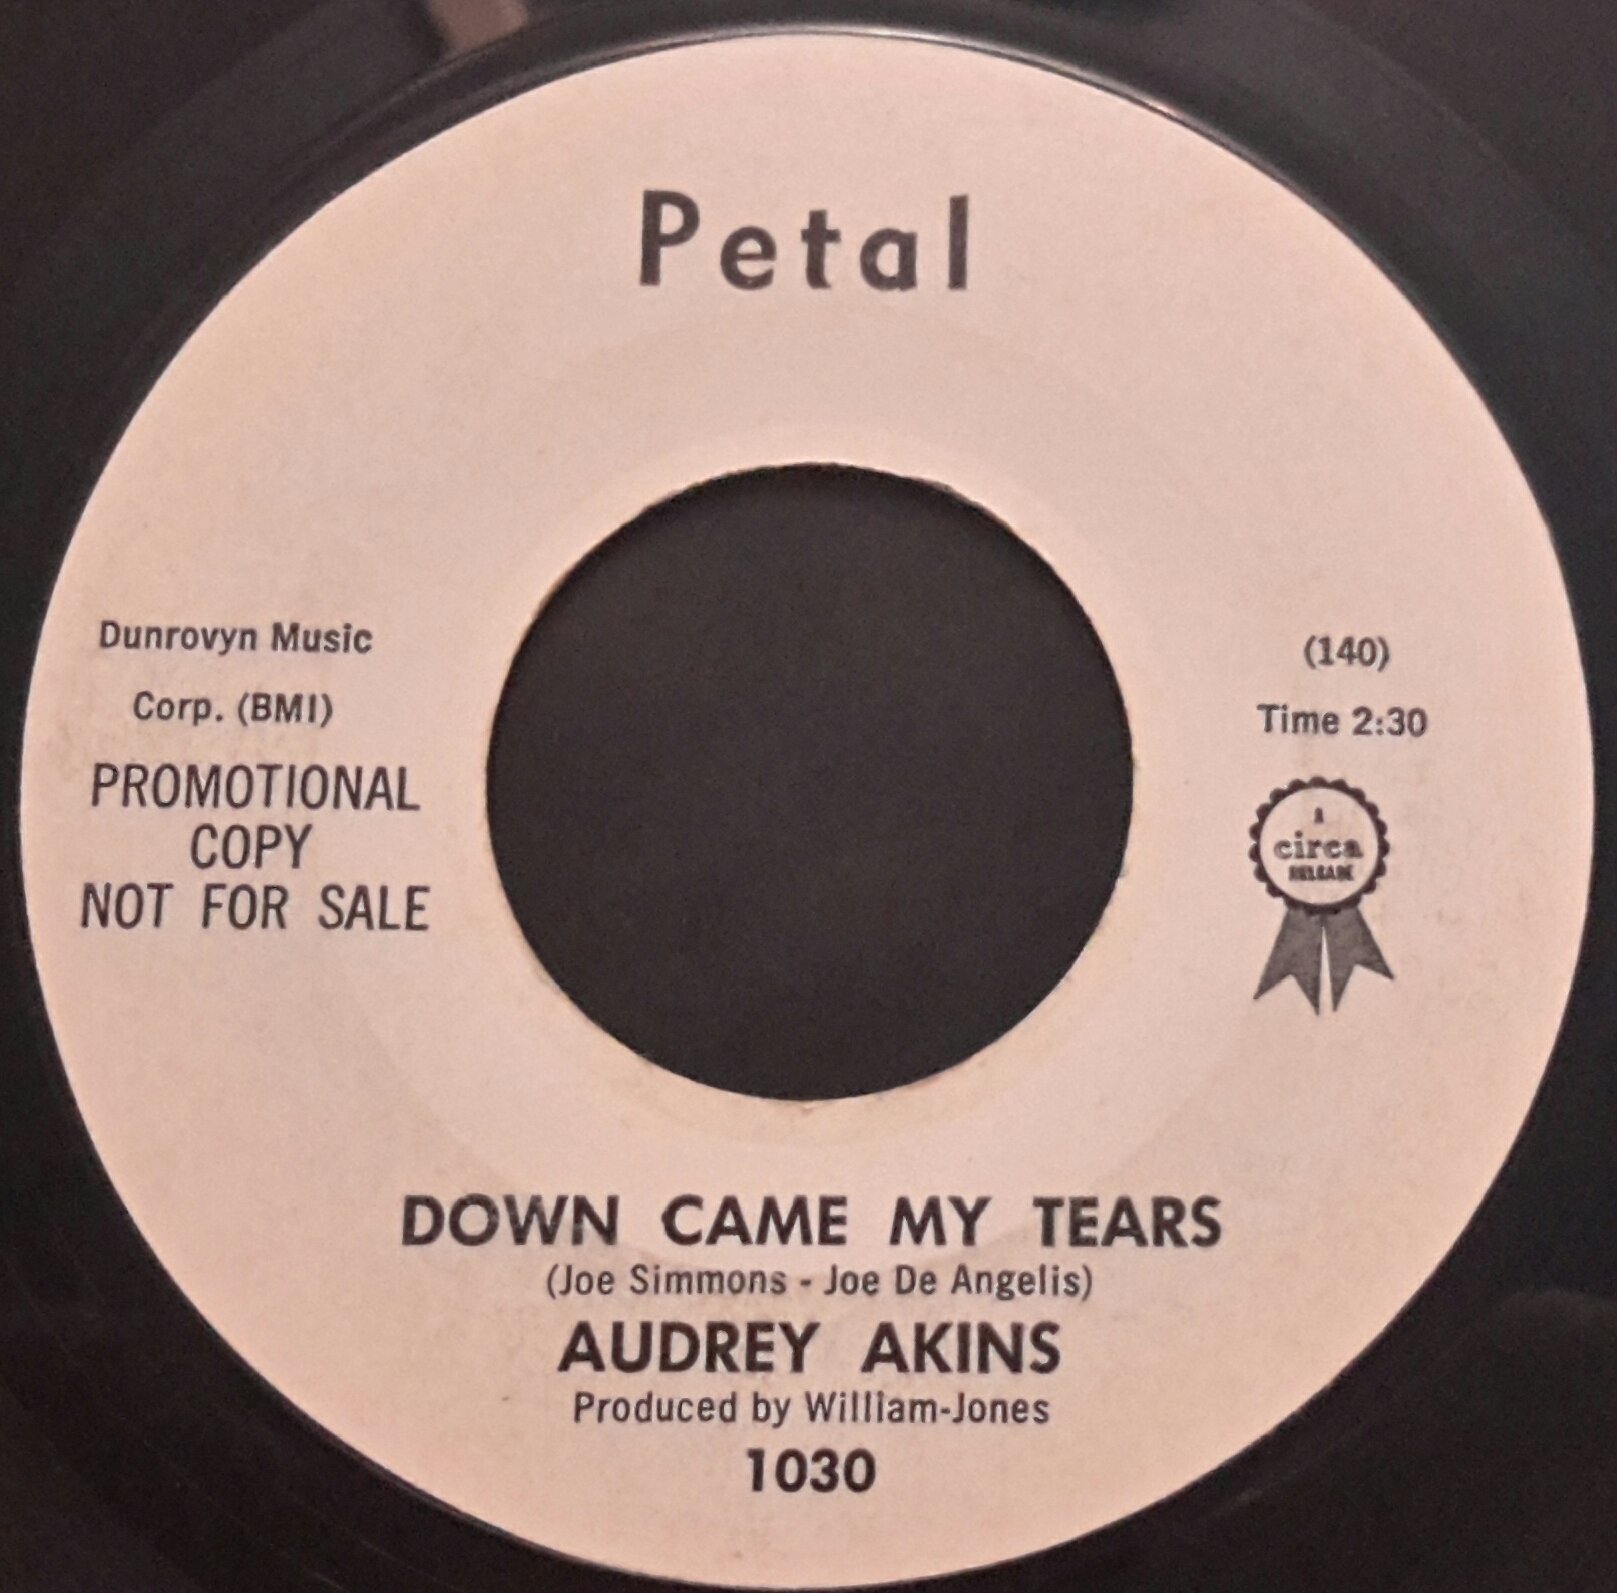 Petal
Dunrovyn Music
Corp. (BMI)
PROMOTIONAL
COPY
NOT FOR SALE
(140)
Time 2:30
A
circa
RELEASE
DOWN CAME MY TEARS
(Joe Simmons - Joe De Angelis)
AUDREY AKINS
Produced by William-Jones
1030